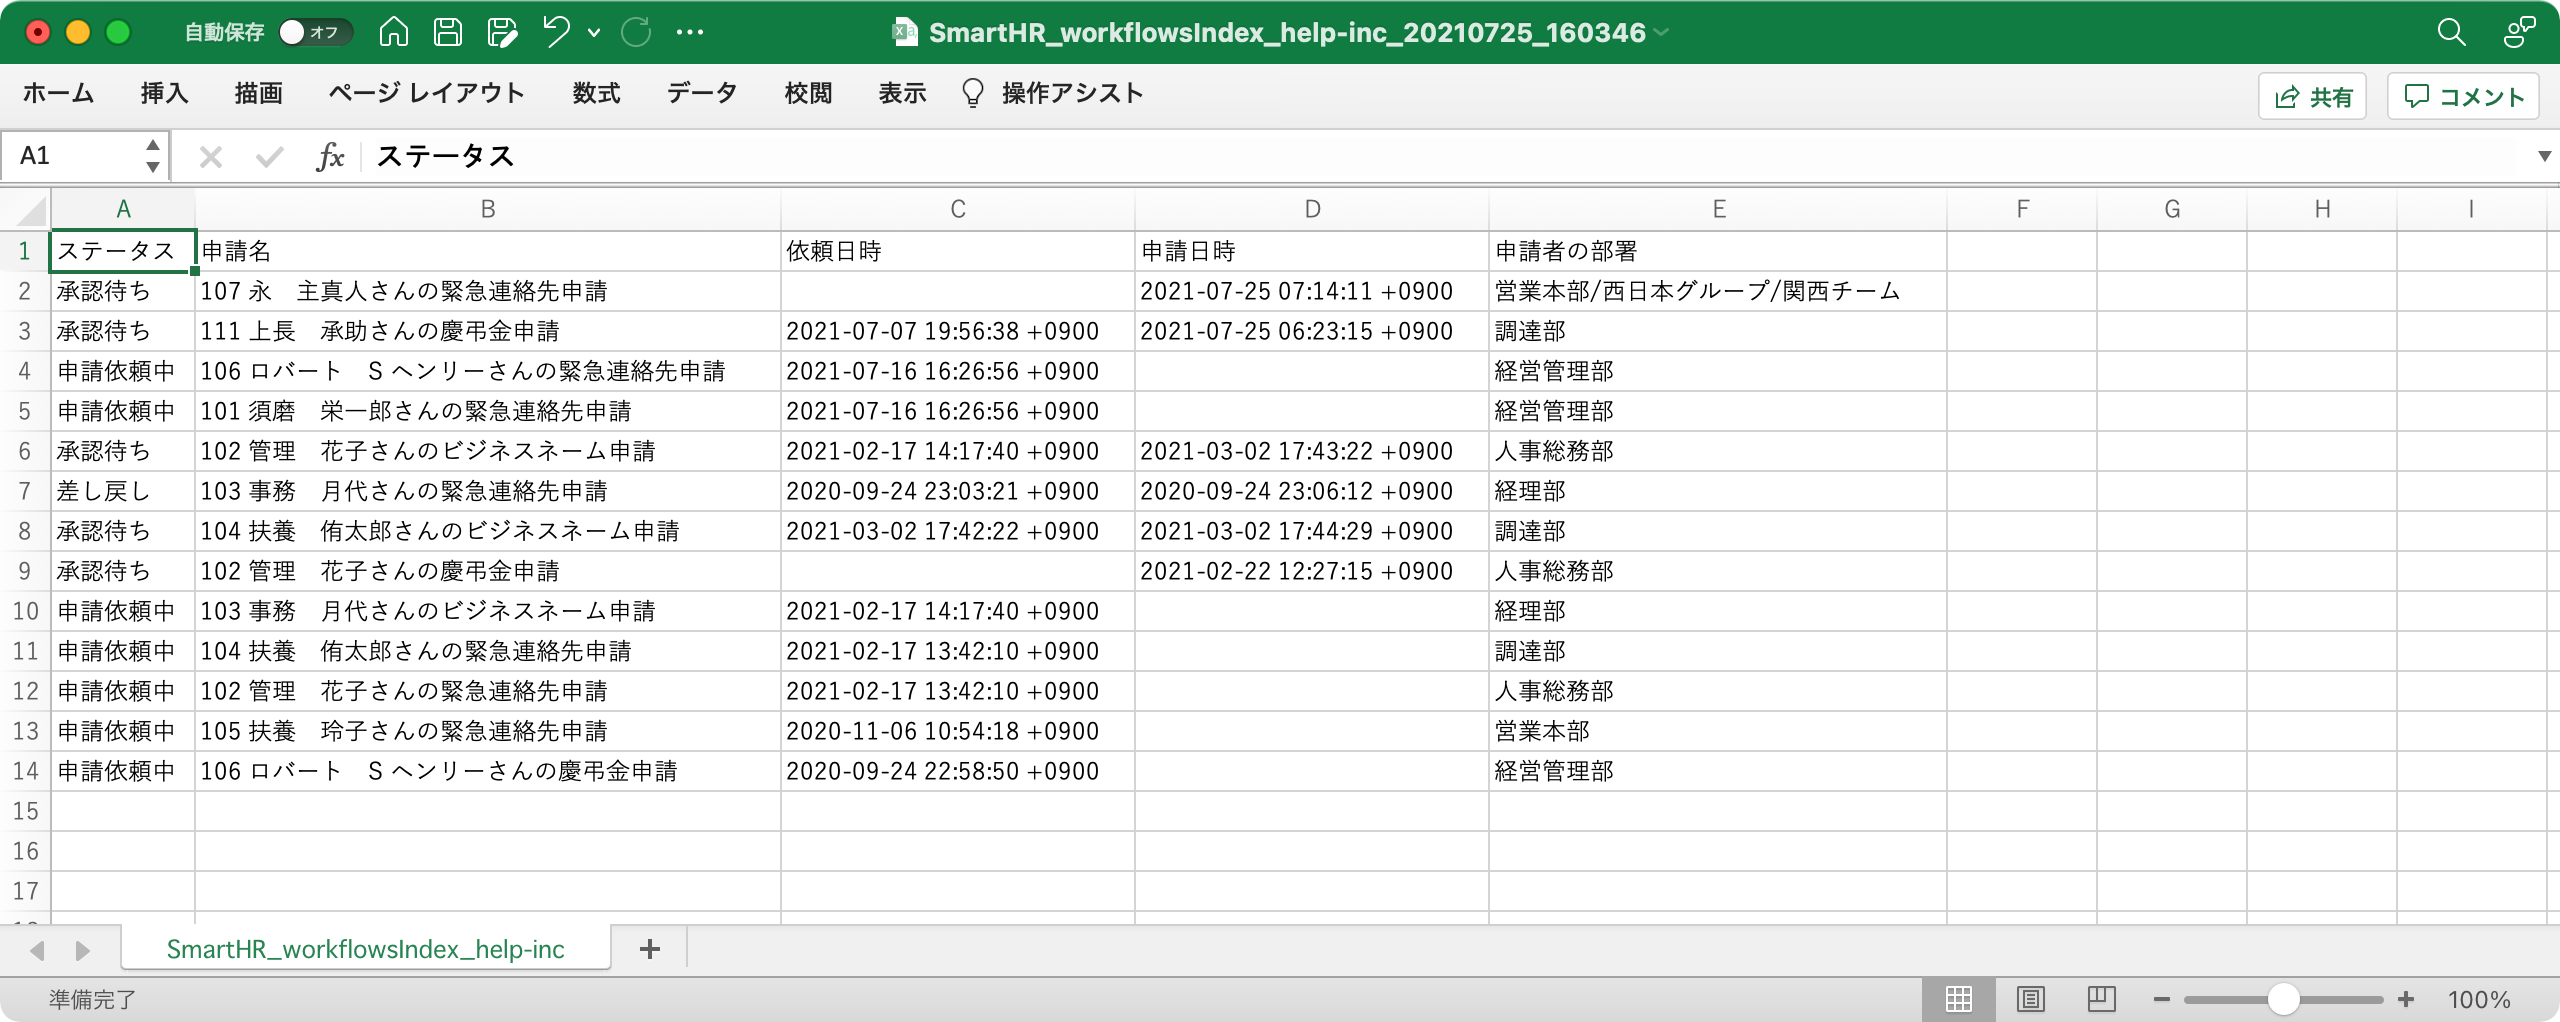 自動保存 オフ SmartHR_workflowsIndex_help-inc_20210725_160346
ホーム 挿入 描画 ページ レイアウト 数式 データ 校閲 表示 操作アシスト 共有 コメント
A1 fx ステータス
A B C D E F G H I
1 ステータス 申請名 依頼日時 申請日時 申請者の部署
2 承認待ち 107 永　主真人さんの緊急連絡先申請 2021-07-25 07:14:11 +0900 営業本部/西日本グループ/関西チーム
3 承認待ち 111 上長　承助さんの慶弔金申請 2021-07-07 19:56:38 +0900 2021-07-25 06:23:15 +0900 調達部
4 申請依頼中 106 ロバート　S ヘンリーさんの緊急連絡先申請 2021-07-16 16:26:56 +0900 経営管理部
5 申請依頼中 101 須磨　栄一郎さんの緊急連絡先申請 2021-07-16 16:26:56 +0900 経営管理部
6 承認待ち 102 管理　花子さんのビジネスネーム申請 2021-02-17 14:17:40 +0900 2021-03-02 17:43:22 +0900 人事総務部
7 差し戻し 103 事務　月代さんの緊急連絡先申請 2020-09-24 23:03:21 +0900 2020-09-24 23:06:12 +0900 経理部
8 承認待ち 104 扶養　侑太郎さんのビジネスネーム申請 2021-03-02 17:42:22 +0900 2021-03-02 17:44:29 +0900 調達部
9 承認待ち 102 管理　花子さんの慶弔金申請 2021-02-22 12:27:15 +0900 人事総務部
10 申請依頼中 103 事務　月代さんのビジネスネーム申請 2021-02-17 14:17:40 +0900 経理部
11 申請依頼中 104 扶養　侑太郎さんの緊急連絡先申請 2021-02-17 13:42:10 +0900 調達部
12 申請依頼中 102 管理　花子さんの緊急連絡先申請 2021-02-17 13:42:10 +0900 人事総務部
13 申請依頼中 105 扶養　玲子さんの緊急連絡先申請 2020-11-06 10:54:18 +0900 営業本部
14 申請依頼中 106 ロバート　S ヘンリーさんの慶弔金申請 2020-09-24 22:58:50 +0900 経営管理部
15
16
17
SmartHR_workflowsIndex_help-inc
準備完了 100%